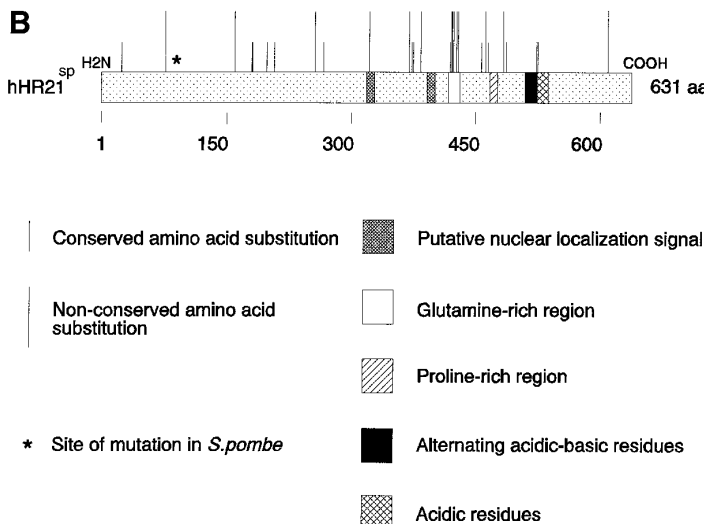 B
H2N * COOH
hHR21sp 631 aa
1 150 300 450 600
Conserved amino acid substitution
Putative nuclear localization signal
Non-conserved amino acid
substitution
Glutamine-rich region
Proline-rich region
* Site of mutation in S.pombe
Alternating acidic-basic residues
Acidic residues